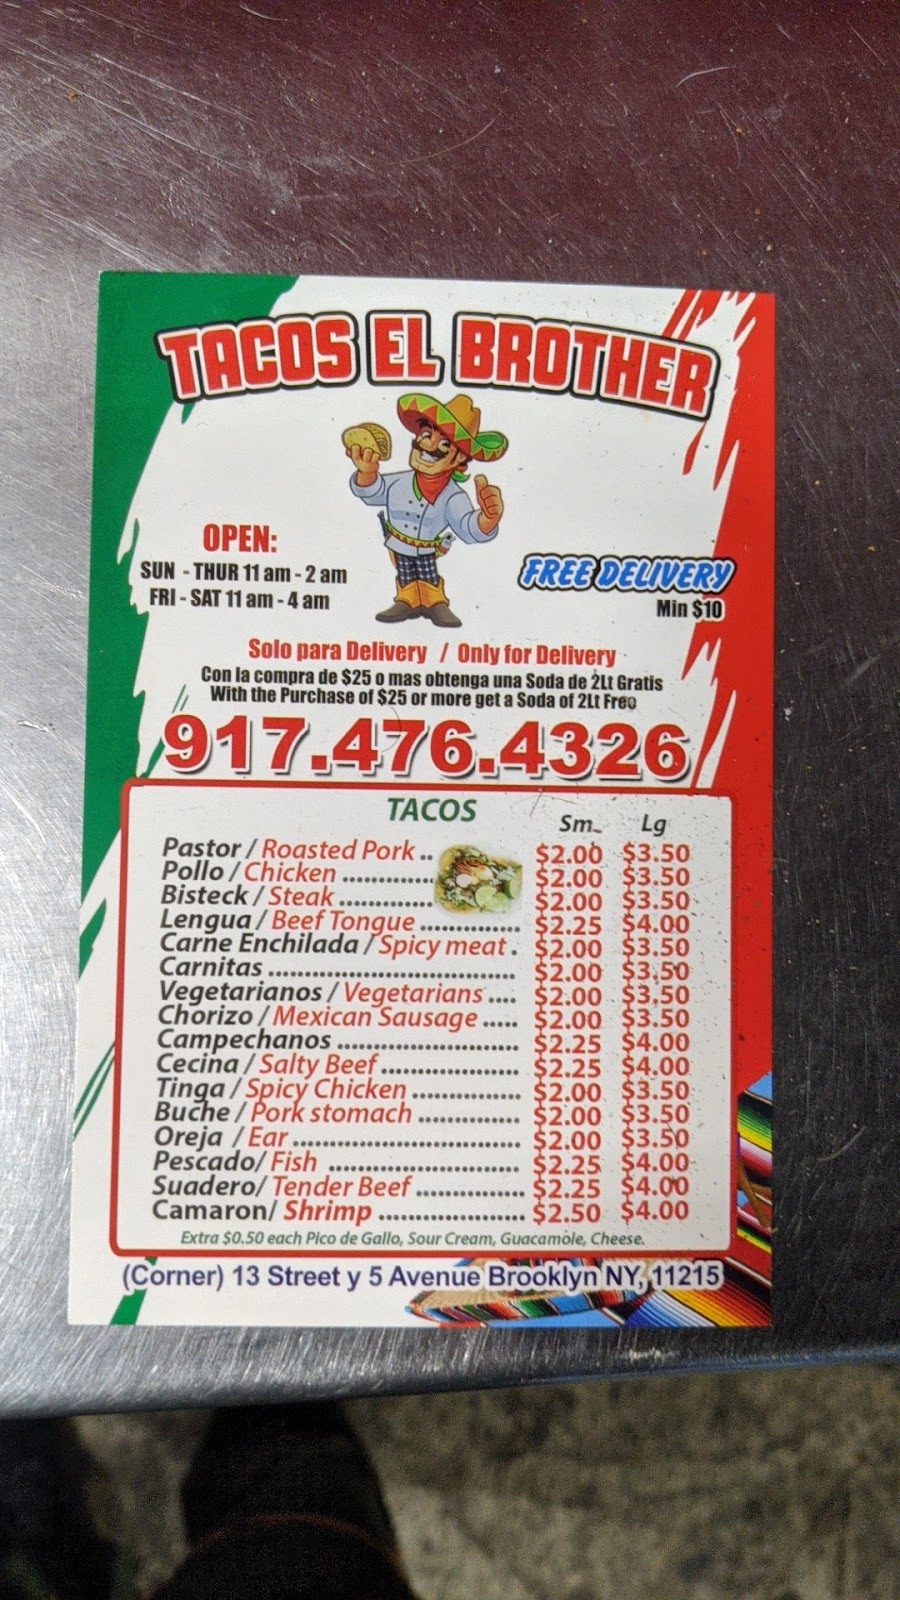 TACOS EL BROTHER
OPEN:
SUN - THUR 11 am - 2 am
FRI - SAT 11 am - 4 am
FREE DELIVERY
Min $10
Solo para Delivery / Only for Delivery
Con la compra de $25 o mas obtenga una Soda de 2Lt Gratis
With the Purchase of $25 or more get a Soda of 2Lt Free
917.476.4326
TACOS
Sm. Lg
Pastor / Roasted Pork .. $2.00 $3.50
Pollo / Chicken .............. $2.00 $3.50
Bisteck / Steak .............. $2.00 $3.50
Lengua / Beef Tongue .............. $2.25 $4.00
Carne Enchilada / Spicy meat . $2.00 $3.50
Carnitas ................................... $2.00 $3.50
Vegetarianos / Vegetarians .... $2.00 $3.50
Chorizo / Mexican Sausage ..... $2.00 $3.50
Campechanos .......................... $2.25 $4.00
Cecina / Salty Beef .................... $2.25 $4.00
Tinga / Spicy Chicken ............... $2.00 $3.50
Buche / Pork stomach .............. $2.00 $3.50
Oreja / Ear ................................ $2.00 $3.50
Pescado/ Fish ........................... $2.25 $4.00
Suadero/ Tender Beef ............... $2.25 $4.00
Camaron/ Shrimp .................... $2.50 $4.00
Extra $0.50 each Pico de Gallo, Sour Cream, Guacamole, Cheese.
(Corner) 13 Street y 5 Avenue Brooklyn NY, 11215